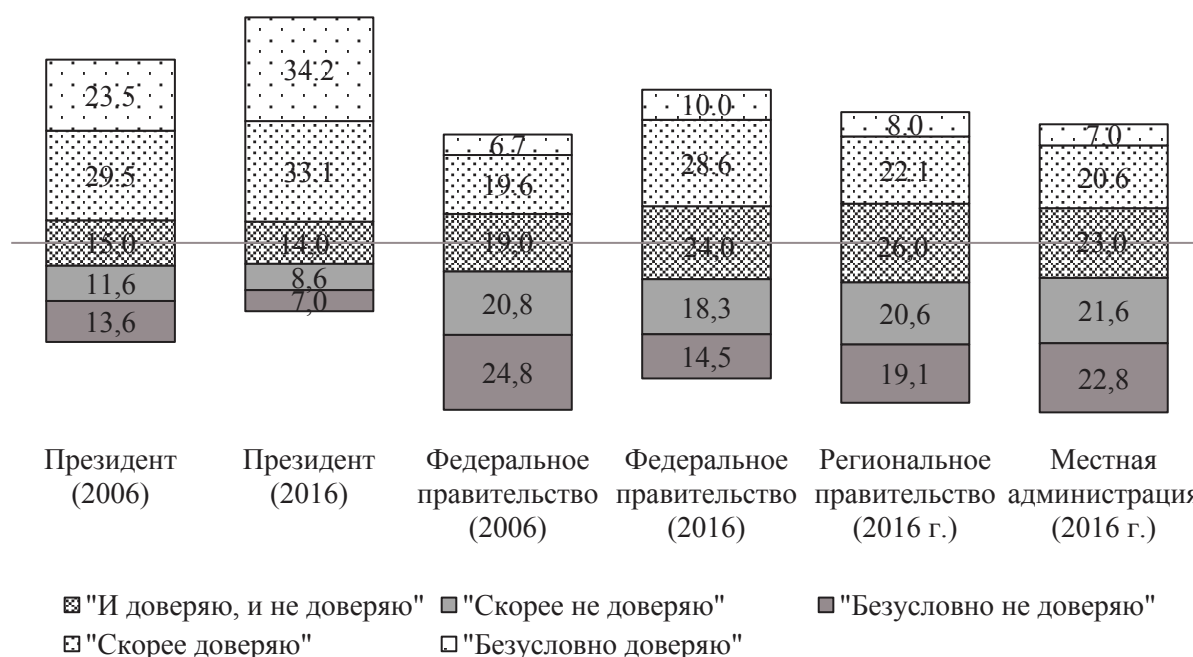 23.5
29.5
15.0
11,6
13,6
34.2
33.1
14.0
8,6
7,0
6.7
19.6
19.0
20,8
24,8
10.0
28.6
24.0
18,3
14,5
8.0
22.1
26.0
20,6
19,1
7.0
20.6
23.0
21,6
22,8
Президент
(2006)
Президент
(2016)
Федеральное
правительство
(2006)
Федеральное
правительство
(2016)
Региональное
правительство
(2016 г.)
Местная
администрация
(2016 г.)
"И доверяю, и не доверяю"
"Скорее не доверяю"
"Безусловно не доверяю"
"Скорее доверяю"
"Безусловно доверяю"